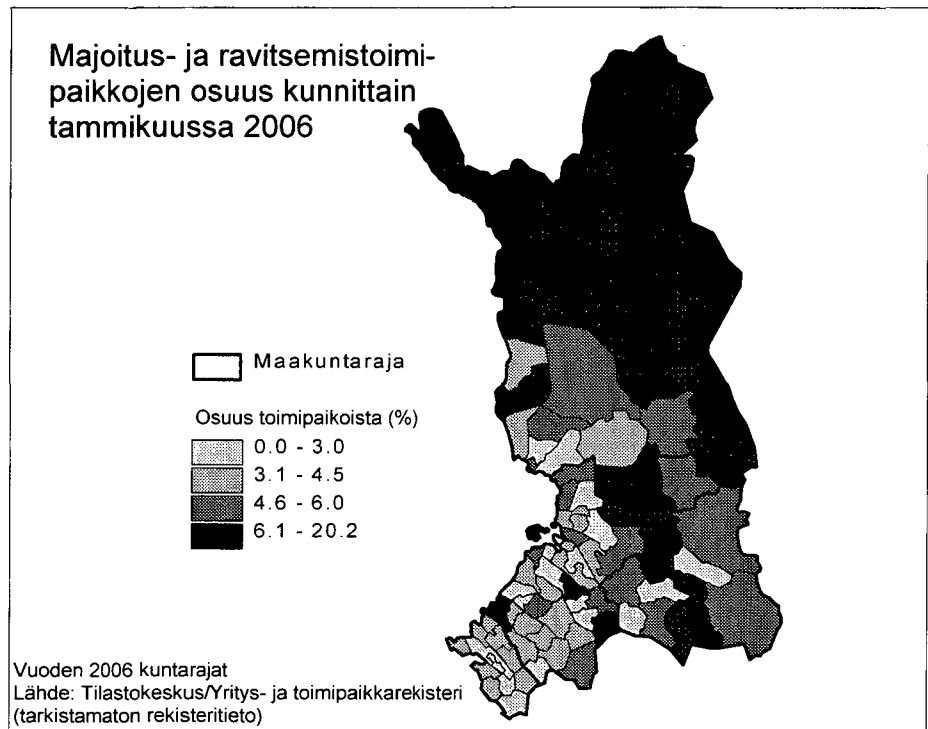 Majoitus- ja ravitsemistoimi-
paikkojen osuus kunnittain
tammikuussa 2006
Maakuntaraja
Osuus toimipaikoista (%)
0.0 - 3.0
3.1 - 4.5
4.6 - 6.0
6.1 - 20.2
Vuoden 2006 kuntarajat
Lähde: Tilastokeskus/Yritys- ja toimipaikkarekisteri
(tarkistamaton rekisteritieto)